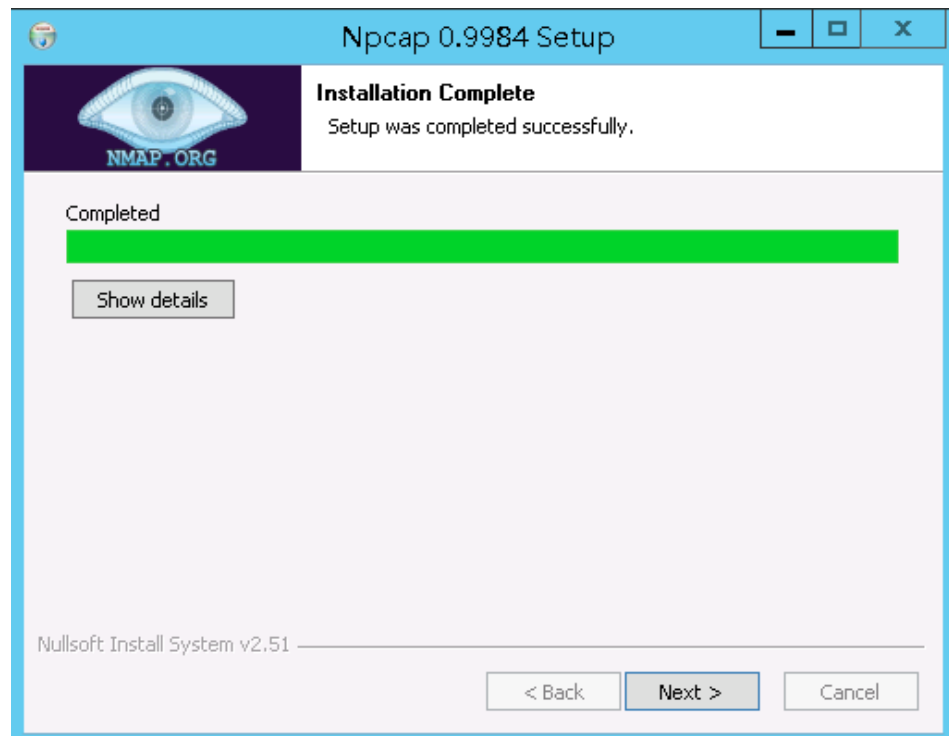 Npcap 0.9984 Setup
X
NMAP.ORG
Installation Complete
Setup was completed successfully.
Completed
Show details
Nullsoft Install System v2.51
< Back
Next >
Cancel